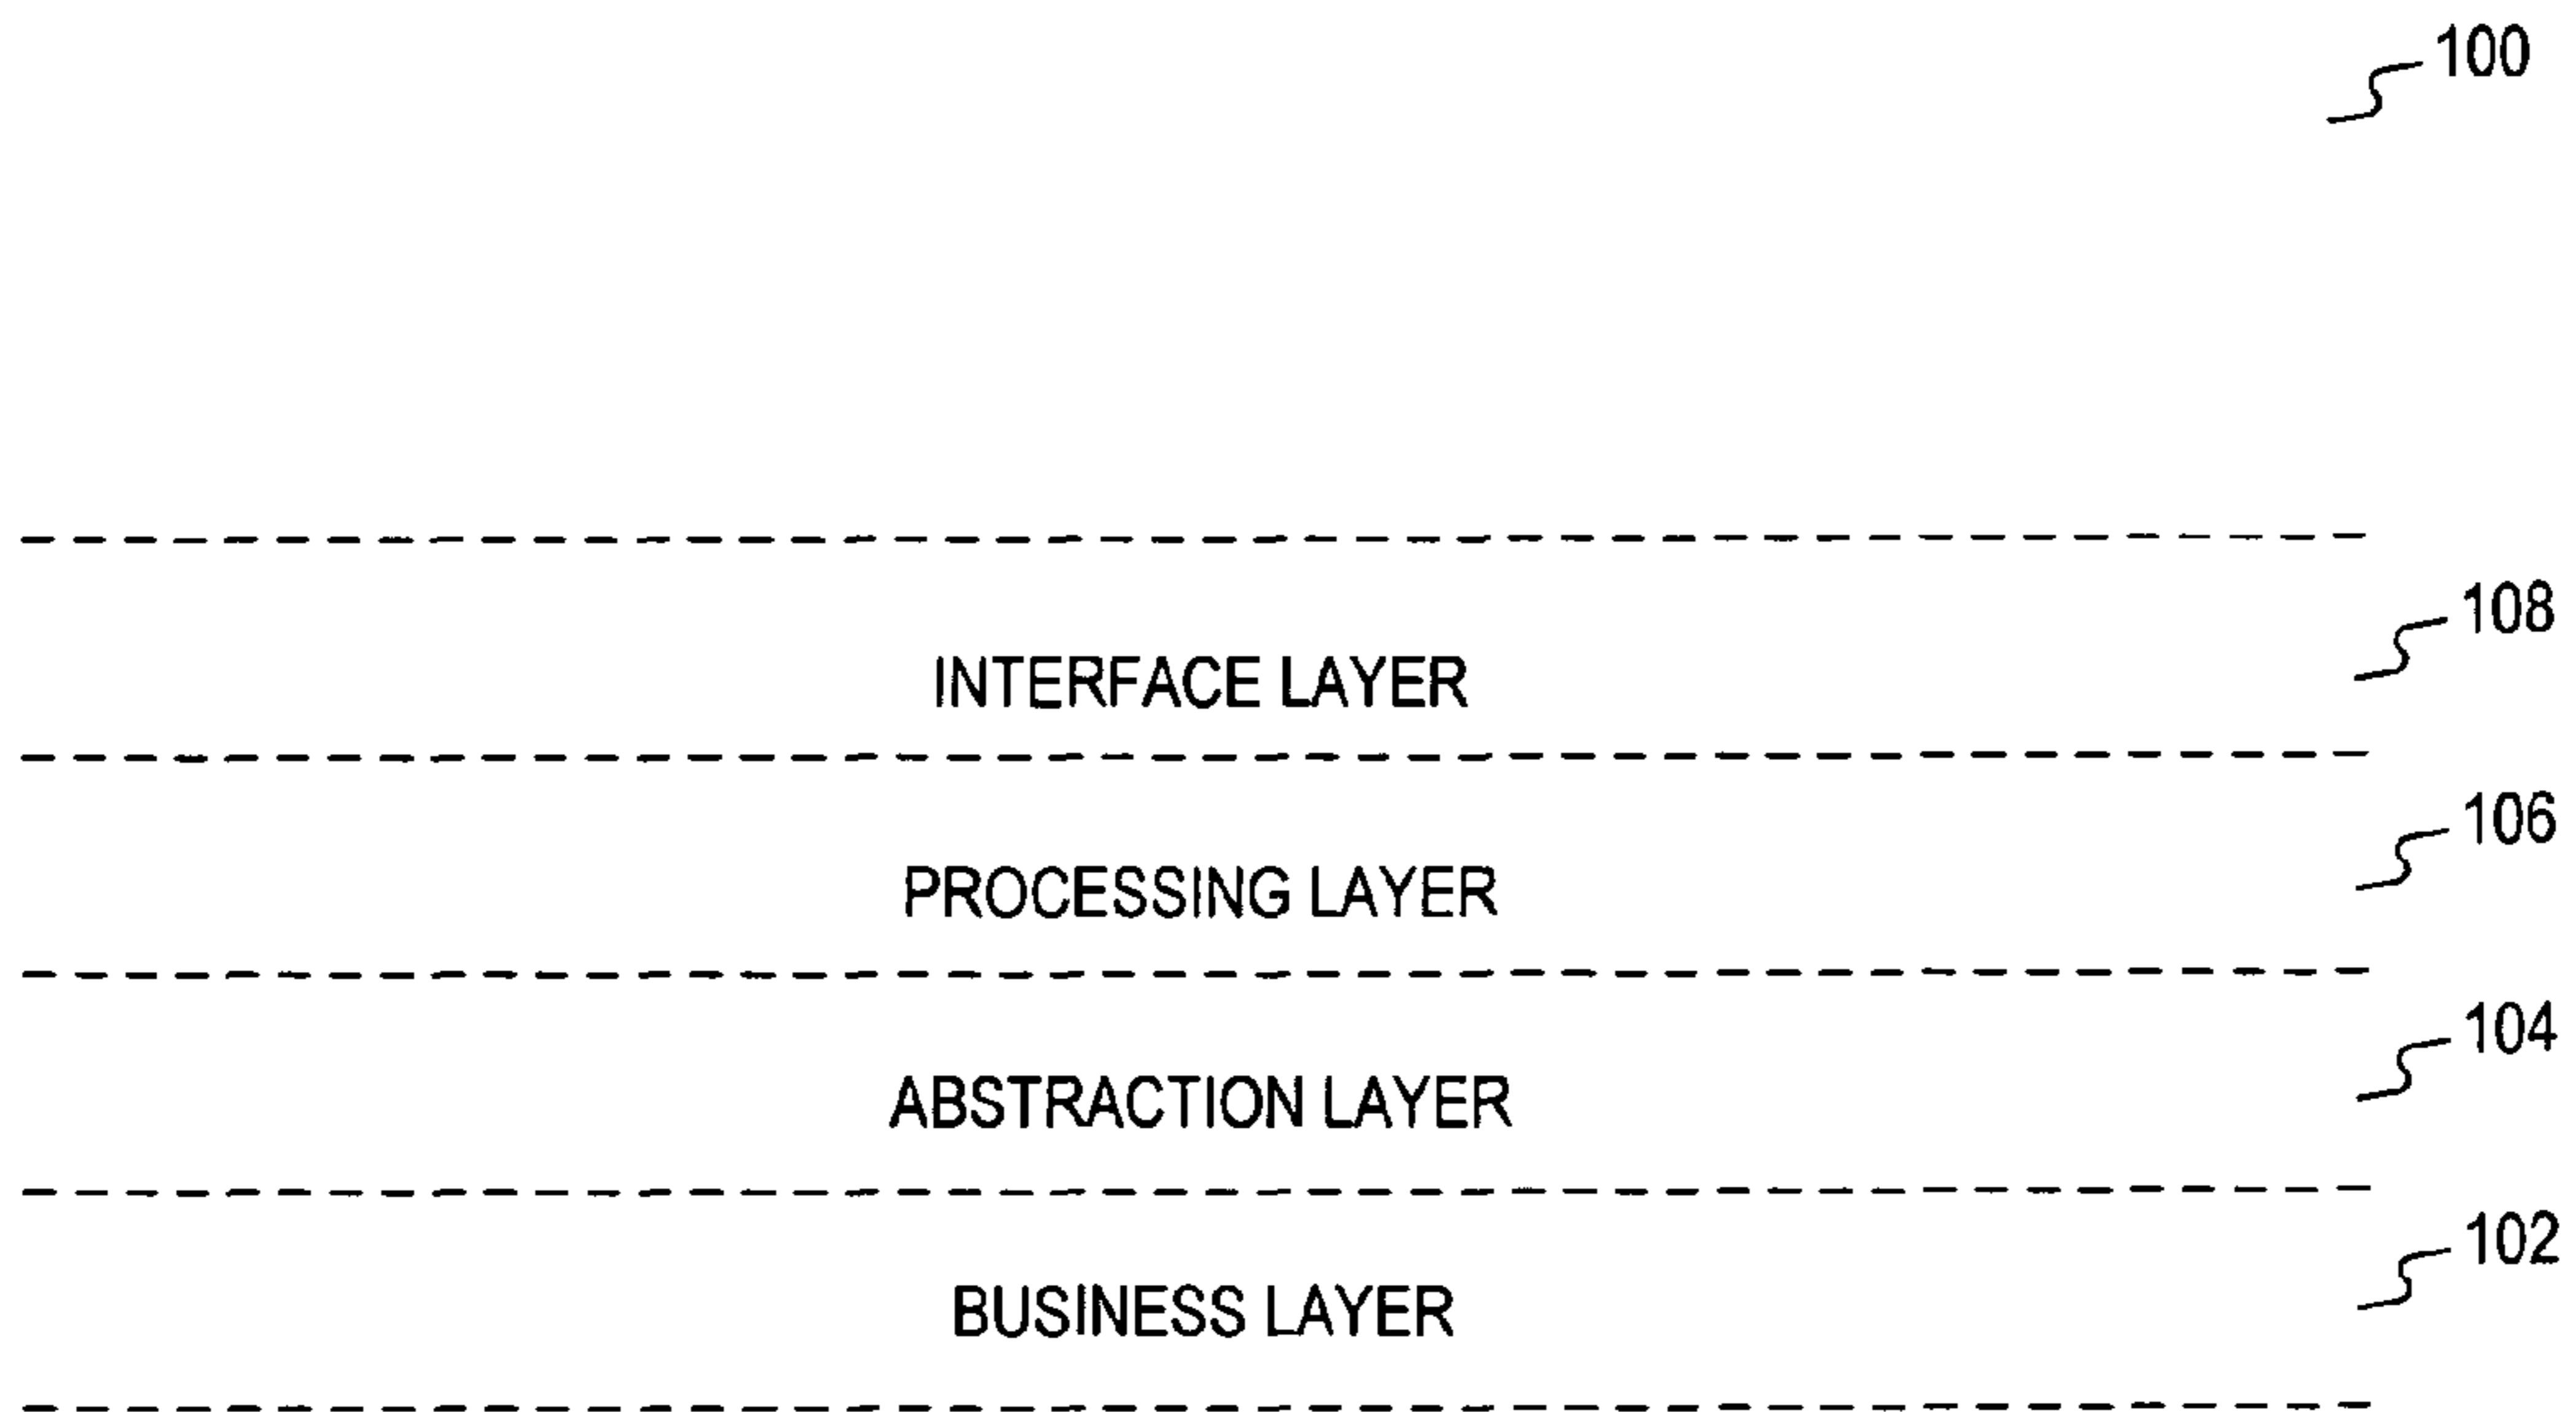 100
108
INTERFACE LAYER
106
PROCESSING LAYER
104
ABSTRACTION LAYER
102
BUSINESS LAYER